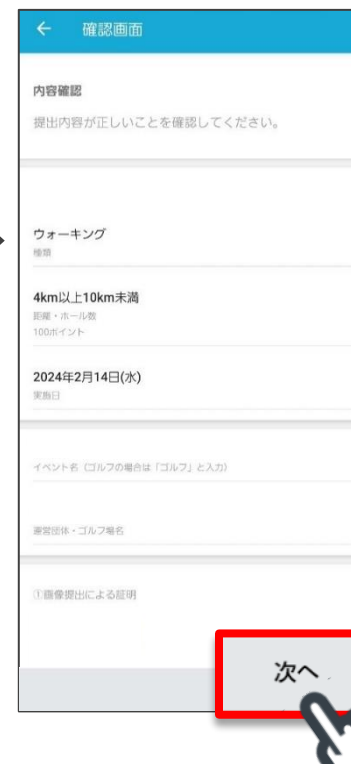 ← 確認画面
内容確認
提出内容が正しいことを確認してください。
ウォーキング
種類
4km以上10km未満
距離・ホール数
100ポイント
2024年2月14日(水)
実施日
イベント名（ゴルフの場合は「ゴルフ」と入力）
運営団体・ゴルフ場名
①画像提出による証明
次へ